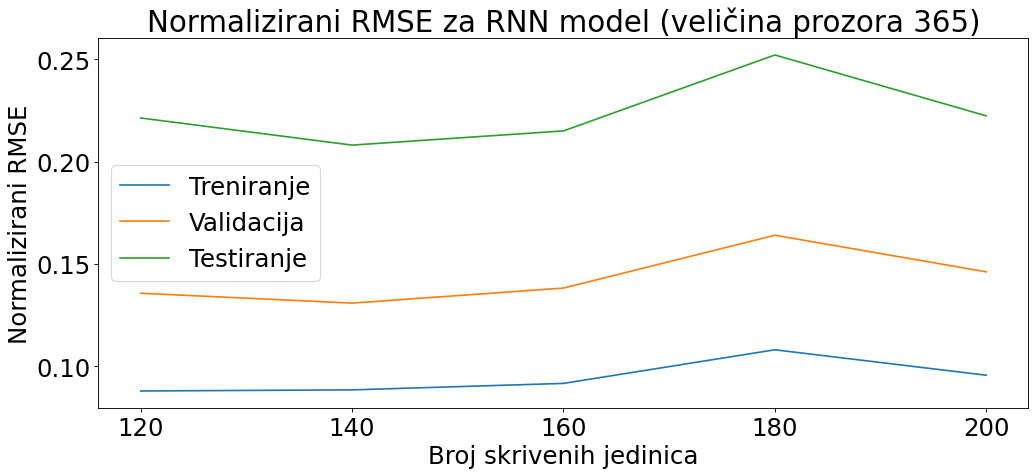 Normalizirani RMSE za RNN model (veličina prozora 365)
Normalizirani RMSE
0.25
0.20
0.15
0.10
Treniranje
Validacija
Testiranje
120 140 160 180 200
Broj skrivenih jedinica